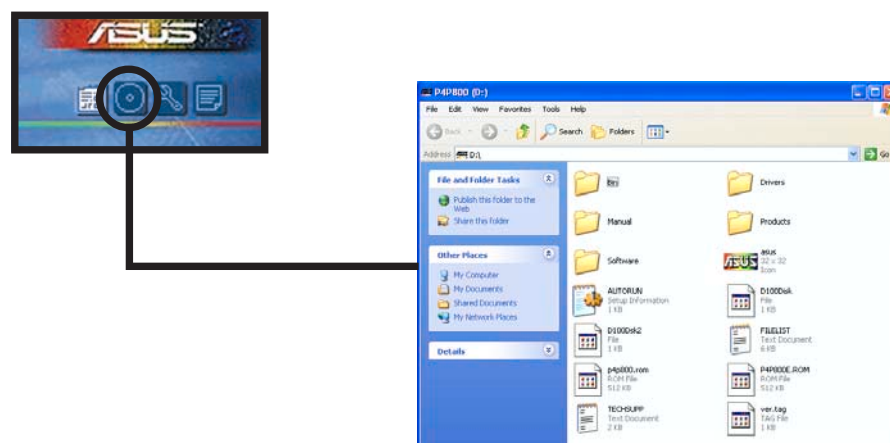 ASUS
P4P800 (D:)
File Edit View Favorites Tools Help
Back Search Folders
Address D:\ Go
File and Folder Tasks
Publish this folder to the
Web
Share this folder
Other Places
My Computer
My Documents
Shared Documents
My Network Places
Details
Bin
Drivers
Manual
Products
Software
asus
32 x 32
Icon
AUTORUN
Setup Information
1 KB
D100Dsk
File
1 KB
D100Dsk2
File
1 KB
FILELIST
Text Document
6 KB
p4p800.rom
ROM File
512 KB
P4P800E.ROM
ROM File
512 KB
TECHSUPP
Text Document
2 KB
ver.tag
TAG File
1 KB